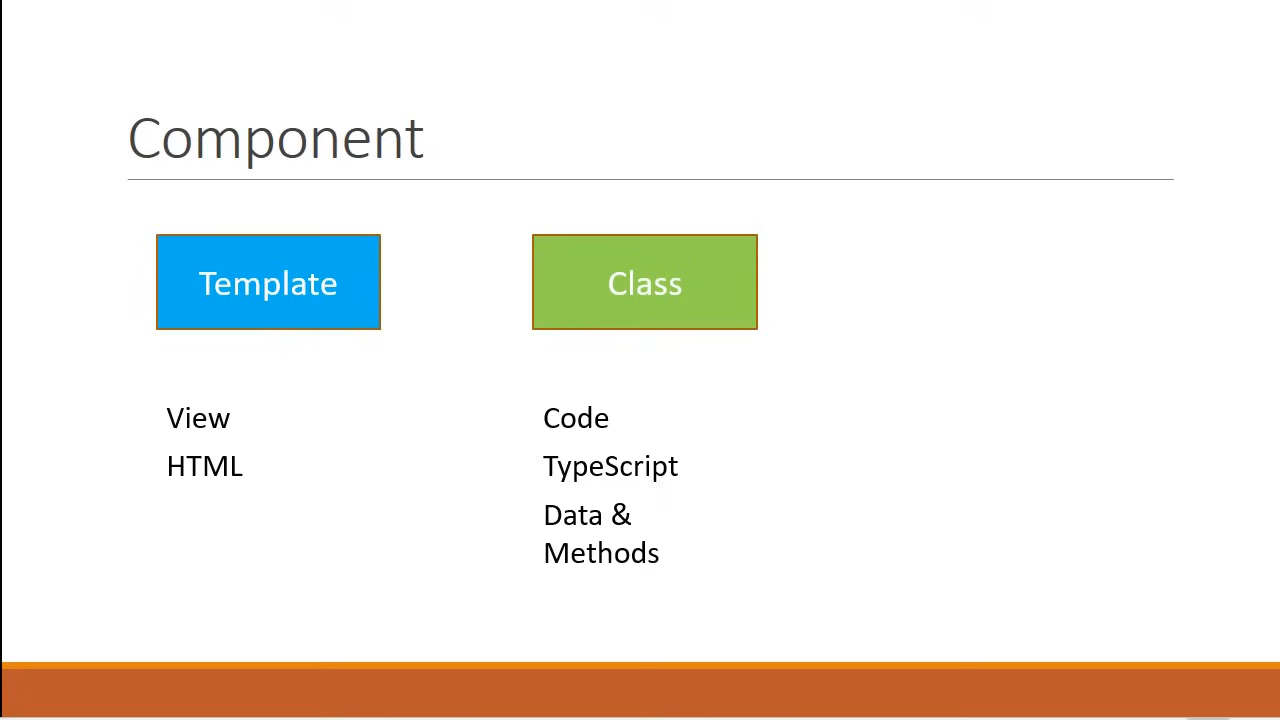 Component
Template
View
HTML
Class
Code
TypeScript
Data &
Methods